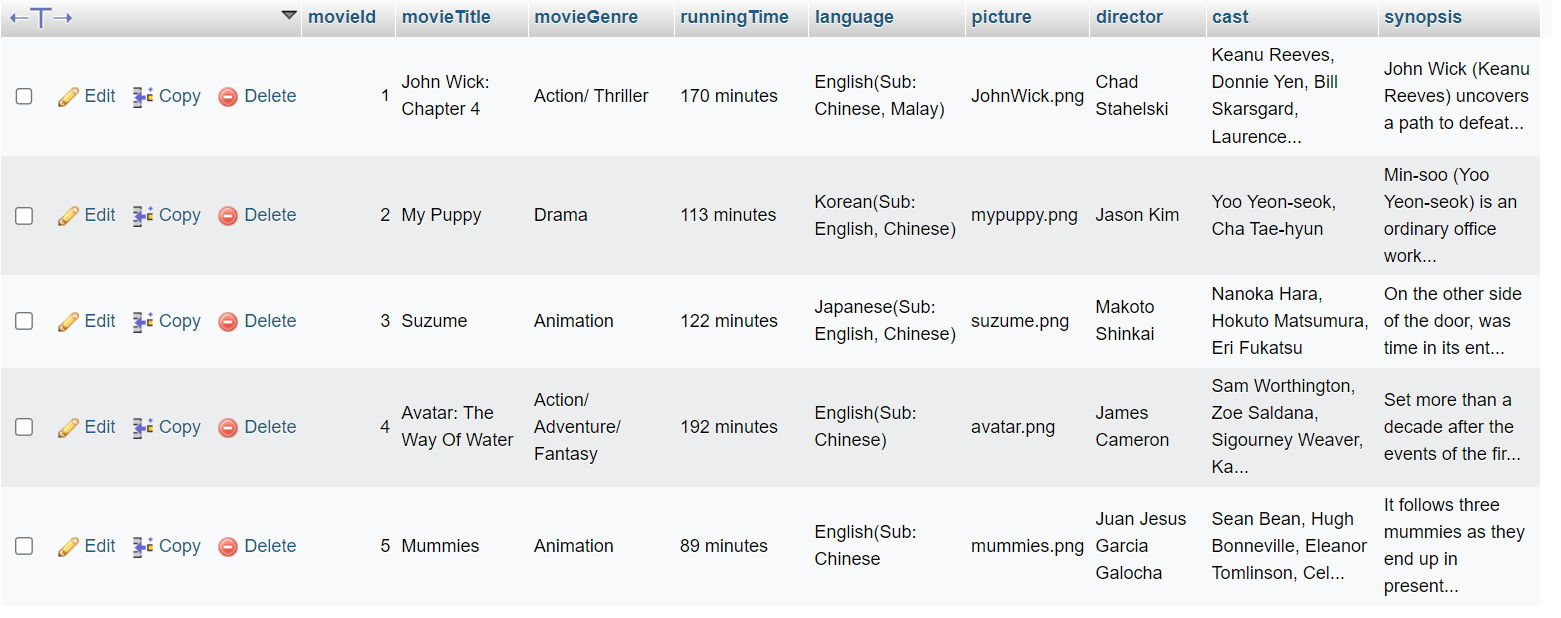 movieId movieTitle movieGenre runningTime language picture director cast synopsis
Edit Copy Delete 1 John Wick: Chapter 4 Action/ Thriller 170 minutes English(Sub: Chinese, Malay) JohnWick.png Chad Stahelski Keanu Reeves, Donnie Yen, Bill Skarsgard, Laurence... John Wick (Keanu Reeves) uncovers a path to defeat...
Edit Copy Delete 2 My Puppy Drama 113 minutes Korean(Sub: English, Chinese) mypuppy.png Jason Kim Yoo Yeon-seok, Cha Tae-hyun Min-soo (Yoo Yeon-seok) is an ordinary office work...
Edit Copy Delete 3 Suzume Animation 122 minutes Japanese(Sub: English, Chinese) suzume.png Makoto Shinkai Nanoka Hara, Hokuto Matsumura, Eri Fukatsu On the other side of the door, was time in its ent...
Edit Copy Delete 4 Avatar: The Way Of Water Action/ Adventure/ Fantasy 192 minutes English(Sub: Chinese) avatar.png James Cameron Sam Worthington, Zoe Saldana, Sigourney Weaver, Ka... Set more than a decade after the events of the fir...
Edit Copy Delete 5 Mummies Animation 89 minutes English(Sub: Chinese mummies.png Juan Jesus Garcia Galocha Sean Bean, Hugh Bonneville, Eleanor Tomlinson, Cel... It follows three mummies as they end up in present...